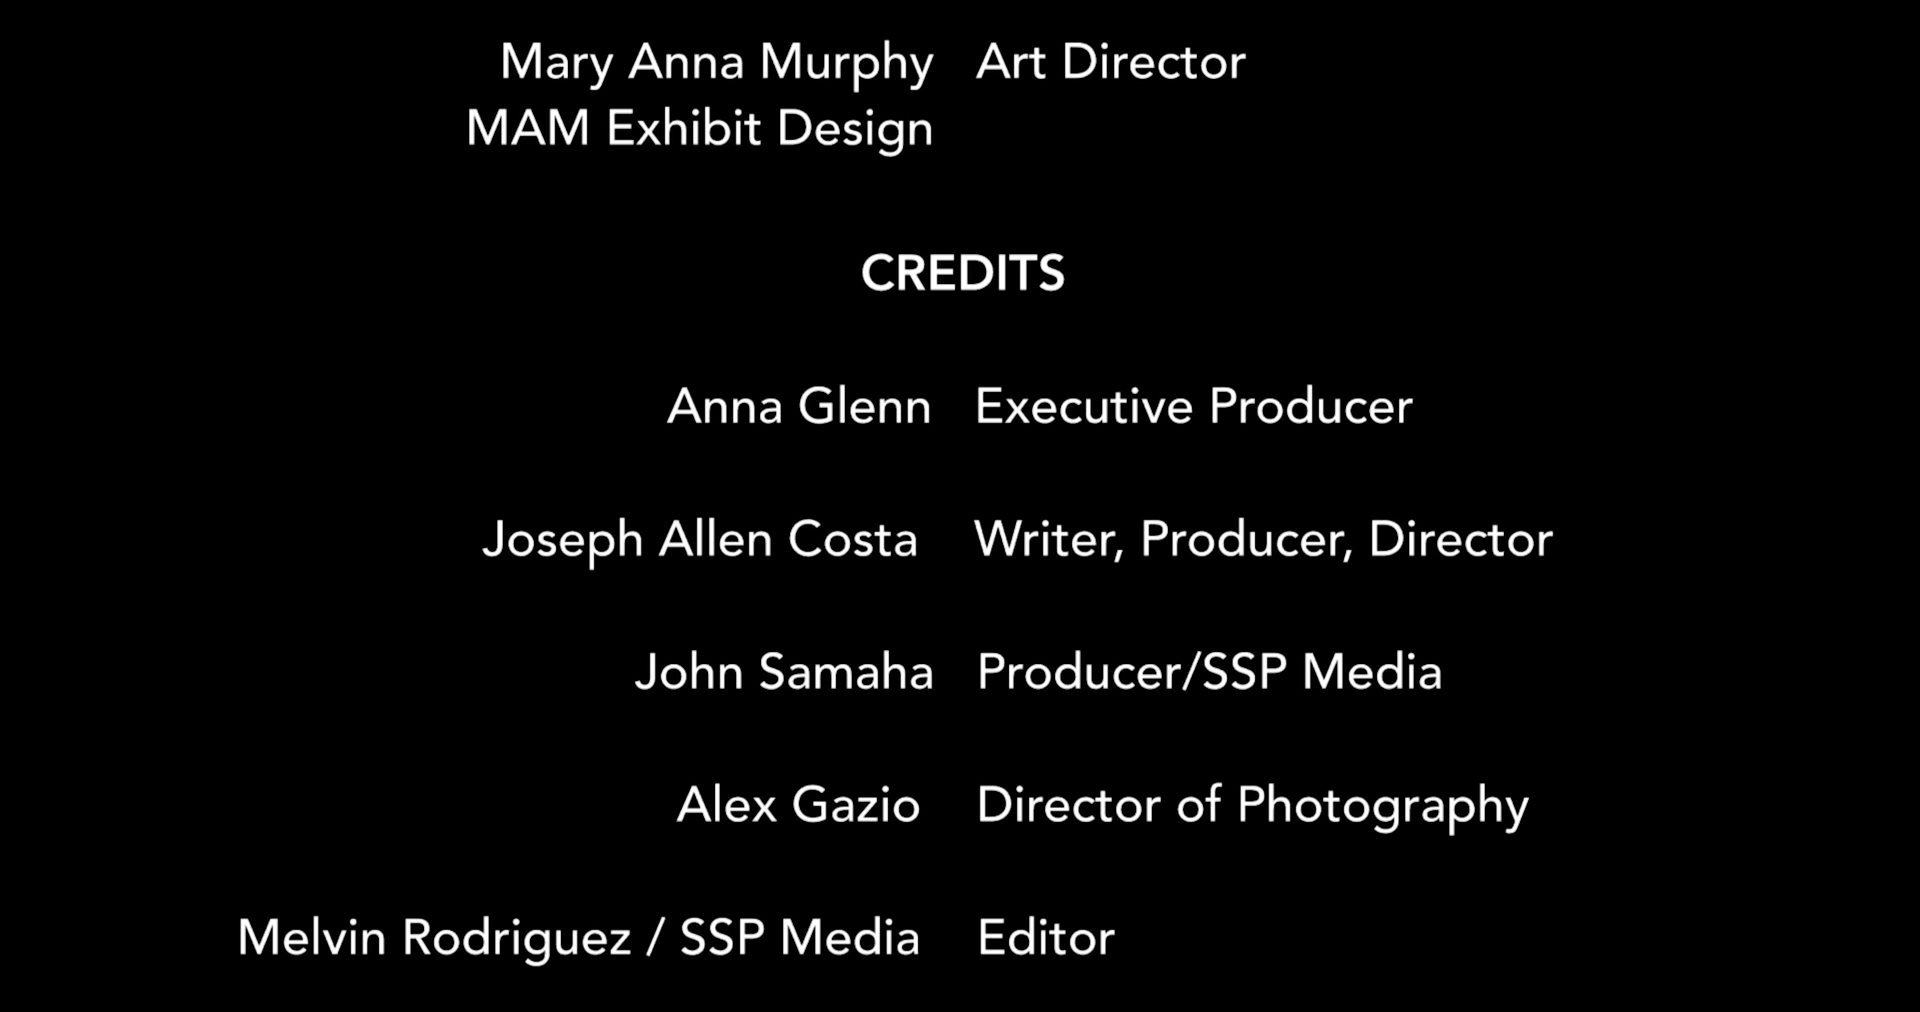 Mary Anna Murphy Art Director
MAM Exhibit Design
CREDITS
Anna Glenn Executive Producer
Joseph Allen Costa Writer, Producer, Director
John Samaha Producer/SSP Media
Alex Gazio Director of Photography
Melvin Rodriguez / SSP Media Editor